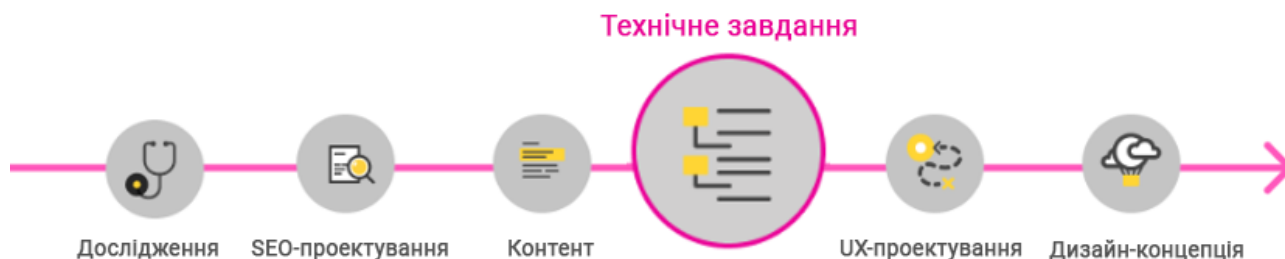 Технічне завдання
Дослідження
SEO-проектування
Контент
UX-проектування
Дизайн-концепція